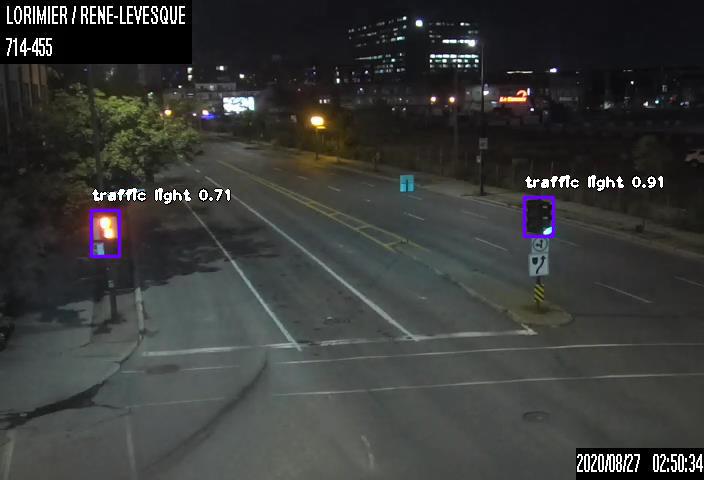 LORIMIER / RENE-LEVESQUE
714-455
traffic light 0.71
traffic light 0.91
2020/08/27 02:50:34